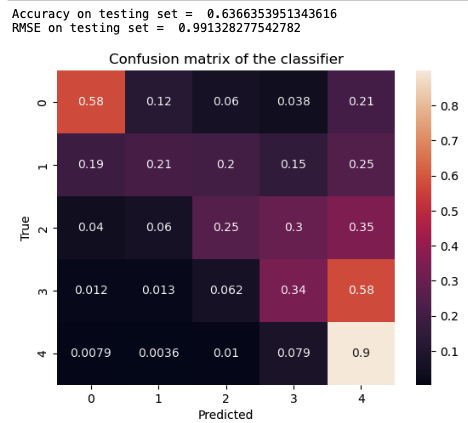 Accuracy on testing set =  0.6366353951343616
RMSE on testing set =  0.991328277542782
Confusion matrix of the classifier
0 0.58 0.12 0.06 0.038 0.21
1 0.19 0.21 0.2 0.15 0.25
2 0.04 0.06 0.25 0.3 0.35
3 0.012 0.013 0.062 0.34 0.58
4 0.0079 0.0036 0.01 0.079 0.9
0 1 2 3 4
Predicted
True
0.8
0.7
0.6
0.5
0.4
0.3
0.2
0.1